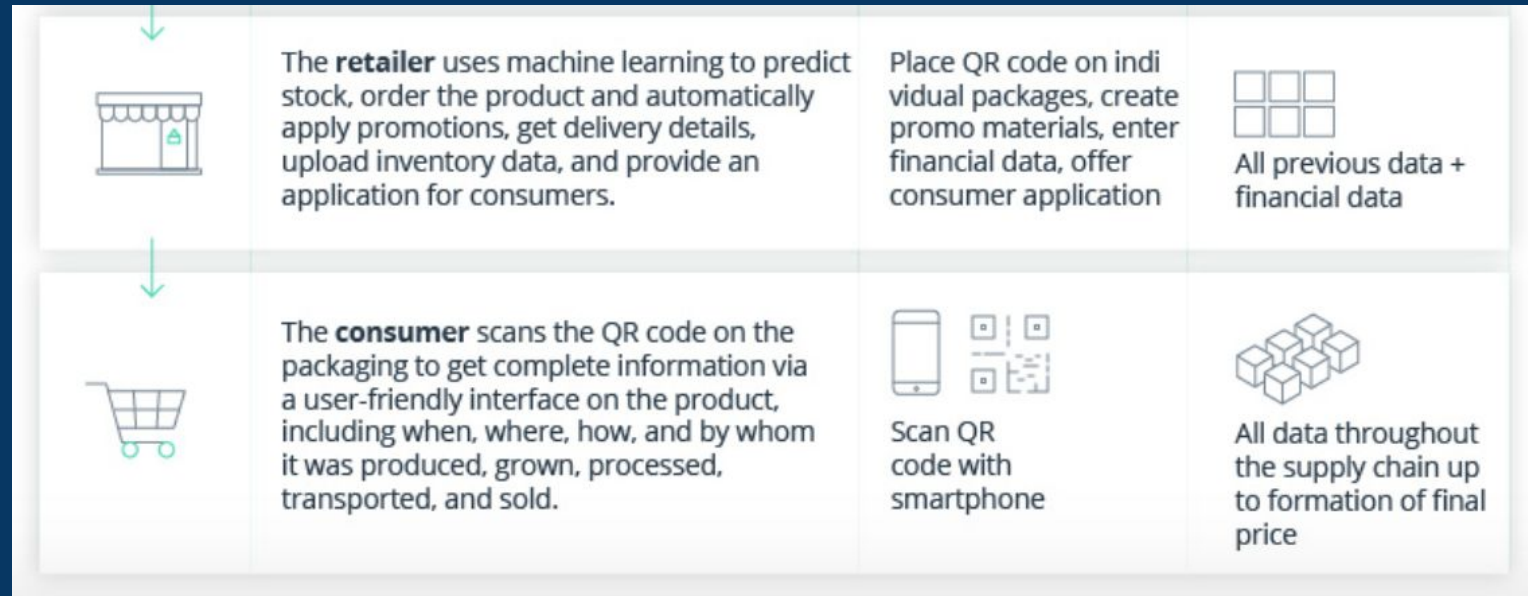 The retailer uses machine learning to predict
stock, order the product and automatically
apply promotions, get delivery details,
upload inventory data, and provide an
application for consumers.
Place QR code on indi
vidual packages, create
promo materials, enter
financial data, offer
consumer application
All previous data +
financial data
The consumer scans the QR code on the
packaging to get complete information via
a user-friendly interface on the product,
including when, where, how, and by whom
it was produced, grown, processed,
transported, and sold.
Scan QR
code with
smartphone
All data throughout
the supply chain up
to formation of final
price